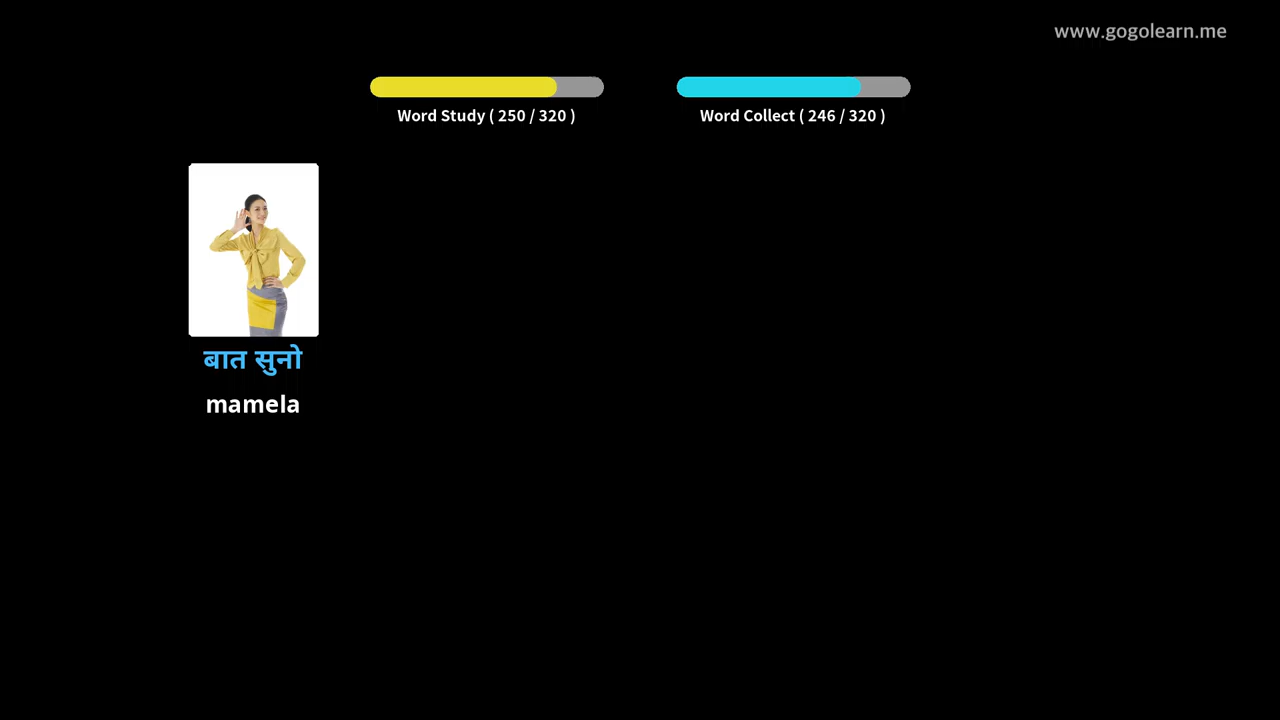 www.gogolearn.me
Word Study ( 250 / 320 )
Word Collect ( 246 / 320 )
बात सुनो
mamela